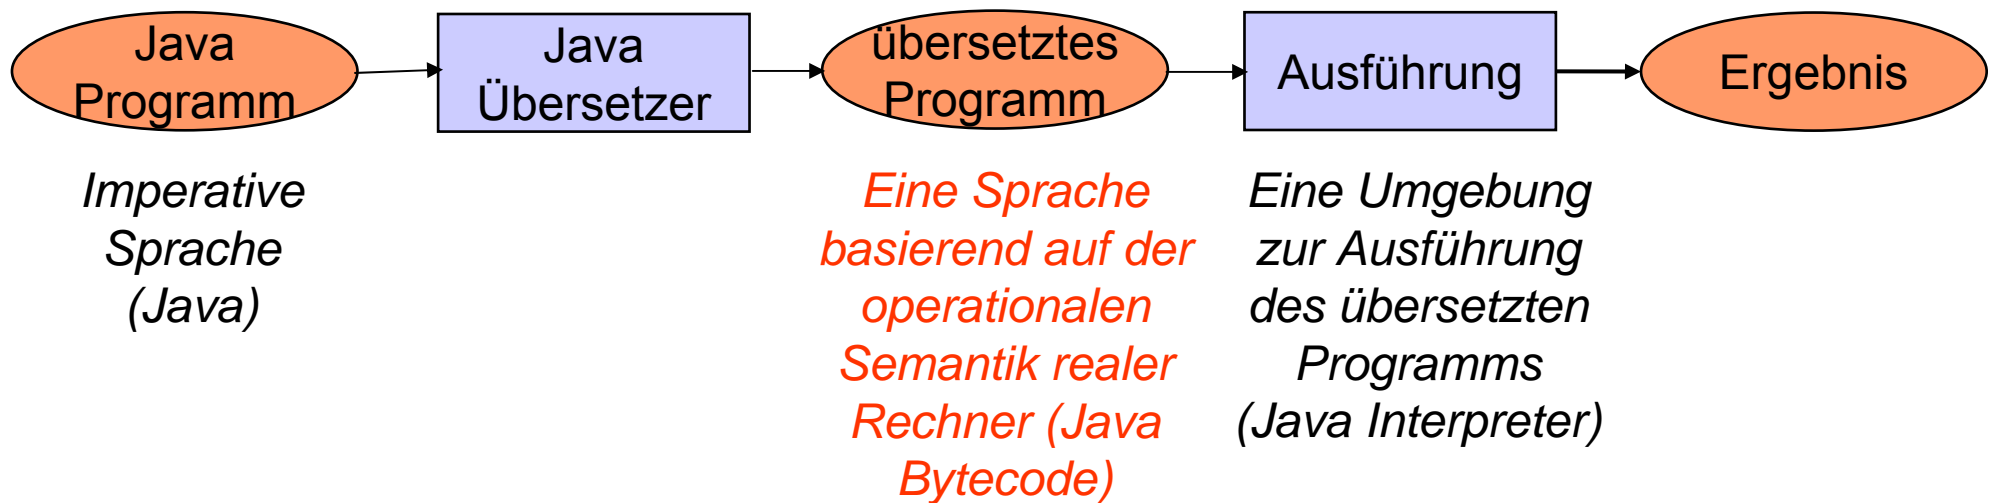 Java
Programm
Java
Übersetzer
übersetztes
Programm
Ausführung
Ergebnis
Imperative
Sprache
(Java)
Eine Sprache
basierend auf der
operationalen
Semantik realer
Rechner (Java
Bytecode)
Eine Umgebung
zur Ausführung
des übersetzten
Programms
(Java Interpreter)